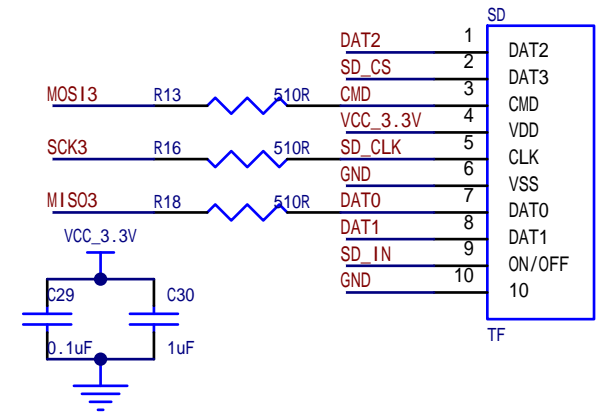 SD
DAT2 1 DAT2
SD_CS 2 DAT3
MOSI3 R13 510R CMD 3 CMD
VCC_3.3V 4 VDD
SCK3 R16 510R SD_CLK 5 CLK
GND 6 VSS
MISO3 R18 510R DAT0 7 DAT0
DAT1 8 DAT1
VCC_3.3V
SD_IN 9 ON/OFF
GND 10 10
C29 C30
TF
0.1uF 1uF